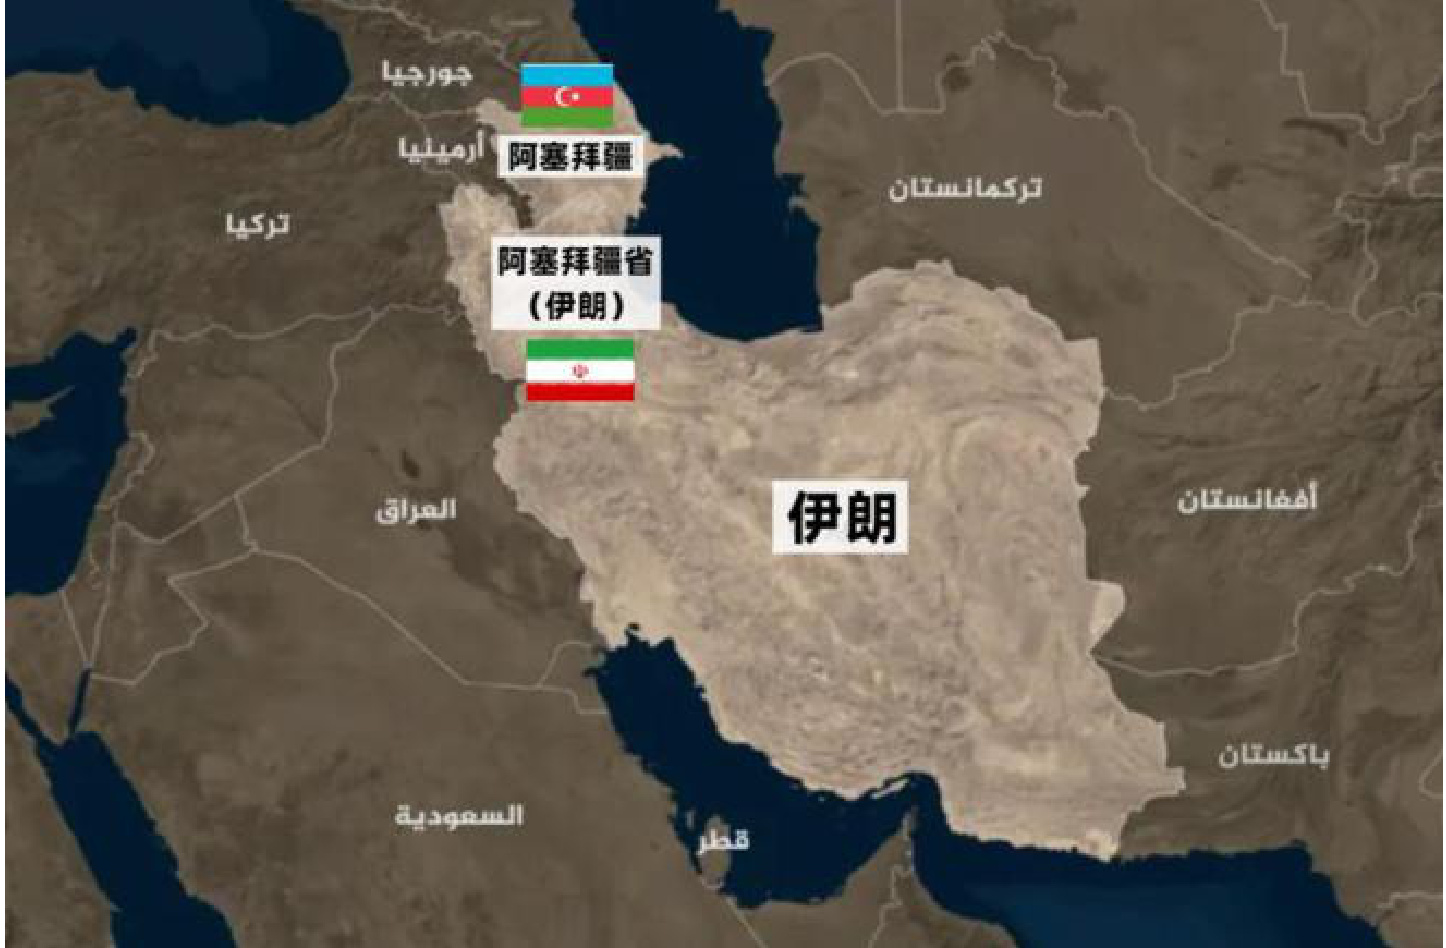 جورجيا
أرمينيا
阿塞拜疆
تركمانستان
تركيا
阿塞拜疆省
（伊朗）
伊朗
العراق
أفغانستان
باكستان
السعودية
قطر